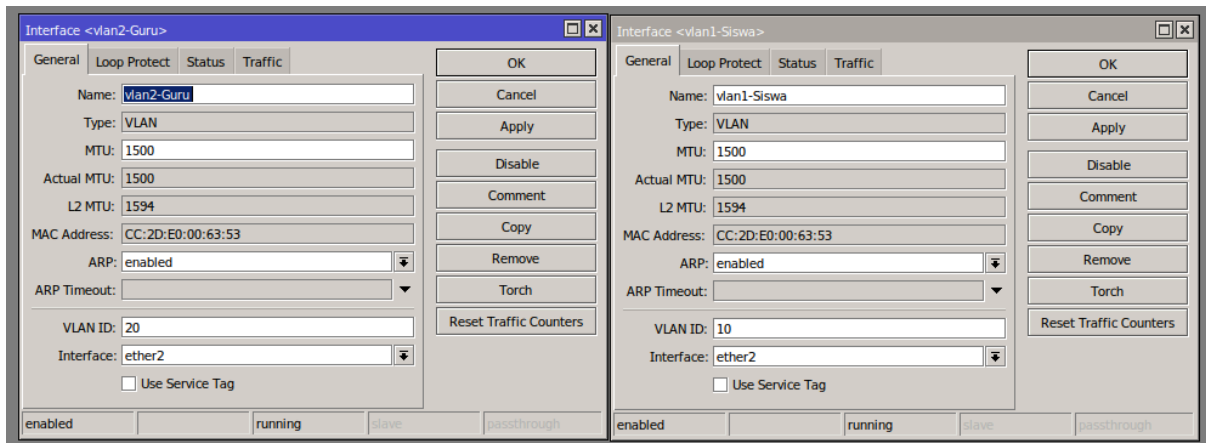 Interface <vlan2-Guru>
General Loop Protect Status Traffic
Name: vlan2-Guru
Type: VLAN
MTU: 1500
Actual MTU: 1500
L2 MTU: 1594
MAC Address: CC:2D:E0:00:63:53
ARP: enabled
ARP Timeout:
VLAN ID: 20
Interface: ether2
Use Service Tag
OK
Cancel
Apply
Disable
Comment
Copy
Remove
Torch
Reset Traffic Counters
enabled running slave passthrough
Interface <vlan1-Siswa>
General Loop Protect Status Traffic
Name: vlan1-Siswa
Type: VLAN
MTU: 1500
Actual MTU: 1500
L2 MTU: 1594
MAC Address: CC:2D:E0:00:63:53
ARP: enabled
ARP Timeout:
VLAN ID: 10
Interface: ether2
Use Service Tag
OK
Cancel
Apply
Disable
Comment
Copy
Remove
Torch
Reset Traffic Counters
enabled running slave passthrough